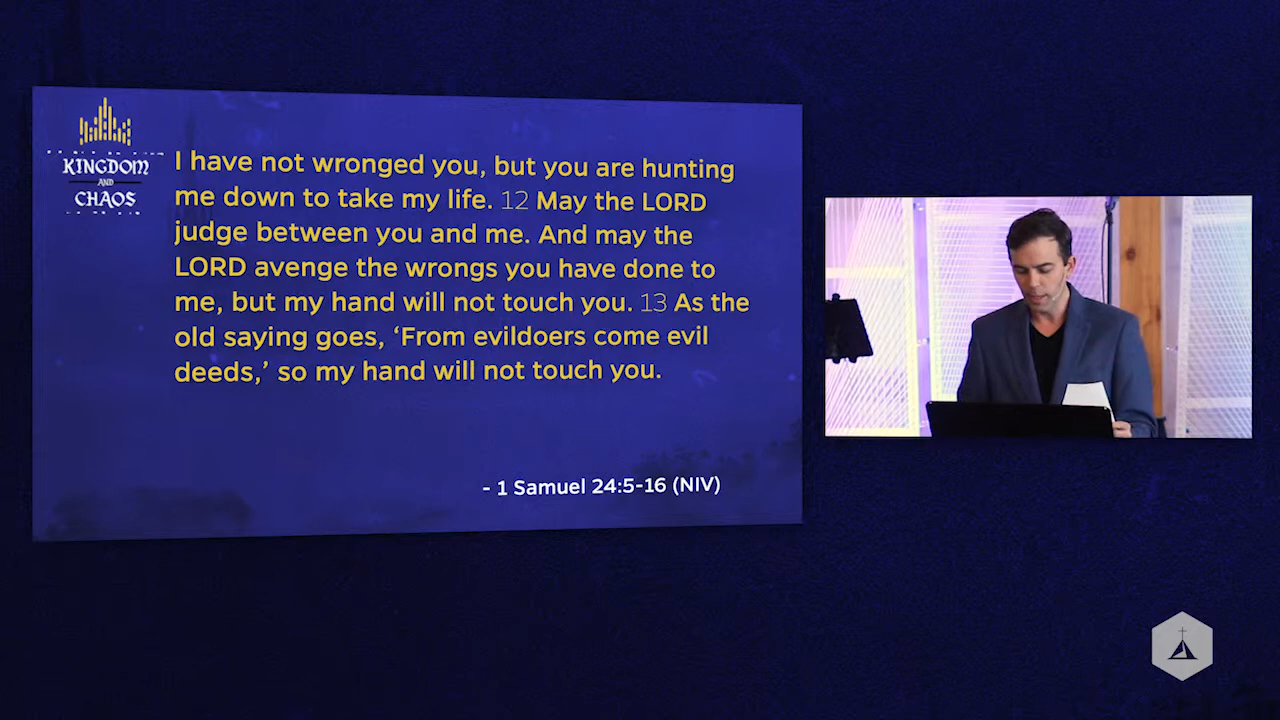 KINGDOM
AND
CHAOS
I have not wronged you, but you are hunting
me down to take my life. 12 May the LORD
judge between you and me. And may the
LORD avenge the wrongs you have done to
me, but my hand will not touch you. 13 As the
old saying goes, ‘From evildoers come evil
deeds,’ so my hand will not touch you.
- 1 Samuel 24:5-16 (NIV)